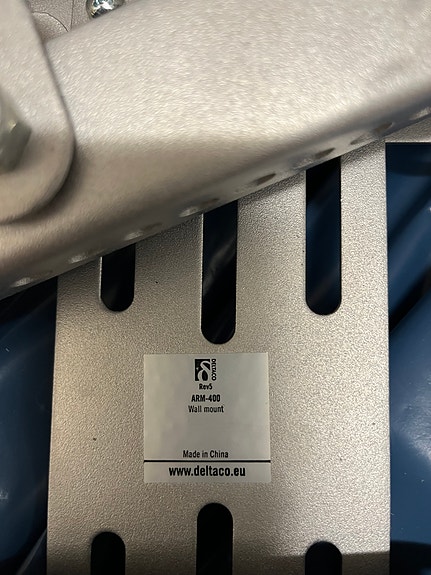 DELTACO
Rev5
ARM-400
Wall mount
Made in China
www.deltaco.eu